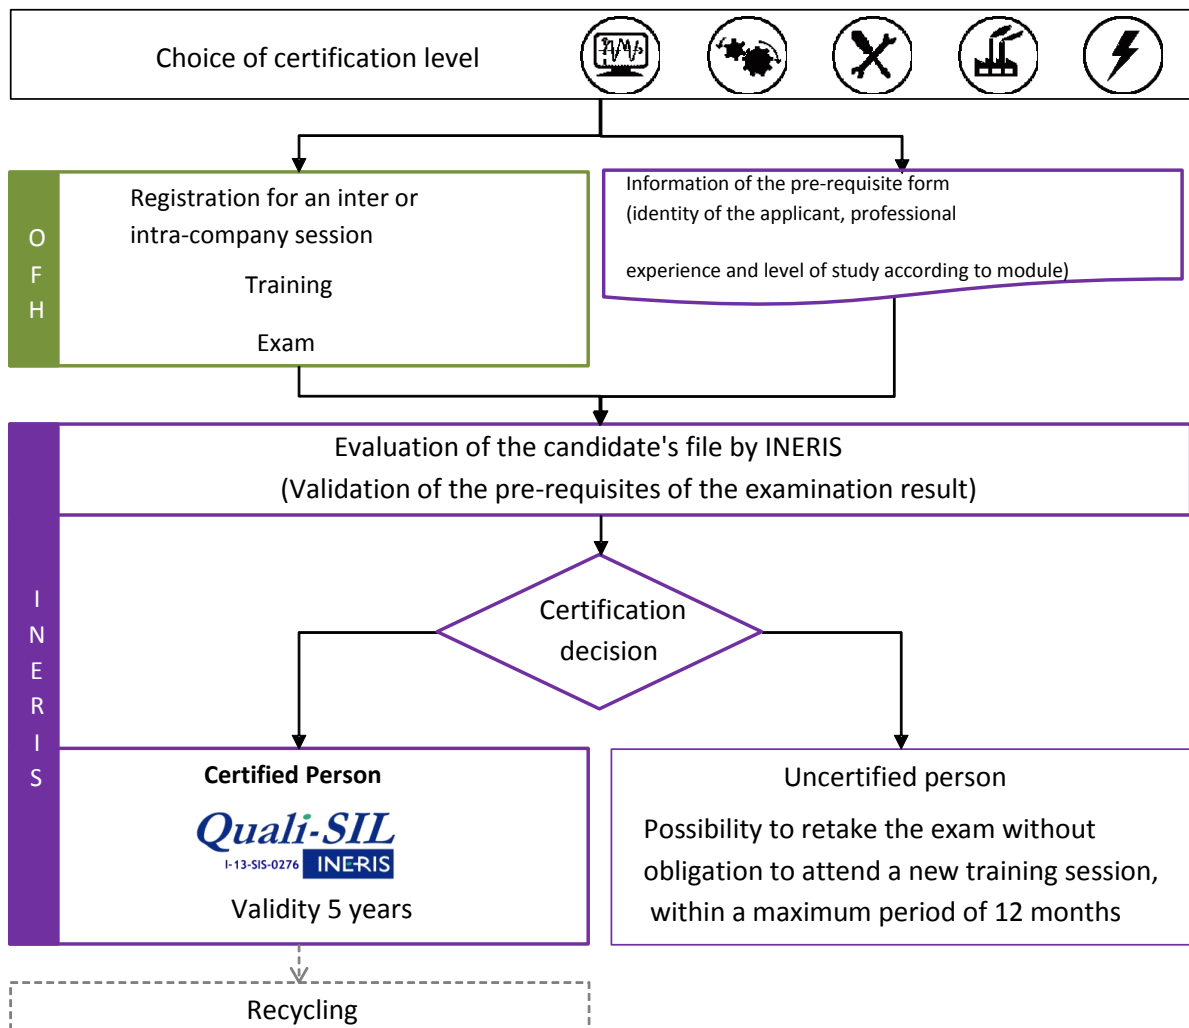 Choice of certification level
OFH
Registration for an inter or
intra-company session
Training
Exam
Information of the pre-requisite form
(identity of the applicant, professional
experience and level of study according to module)
INERIS
Evaluation of the candidate's file by INERIS
(Validation of the pre-requisites of the examination result)
Certification
decision
Certified Person
Quali-SIL
I-13-SIS-0276 INERIS
Validity 5 years
Uncertified person
Possibility to retake the exam without
obligation to attend a new training session,
within a maximum period of 12 months
Recycling